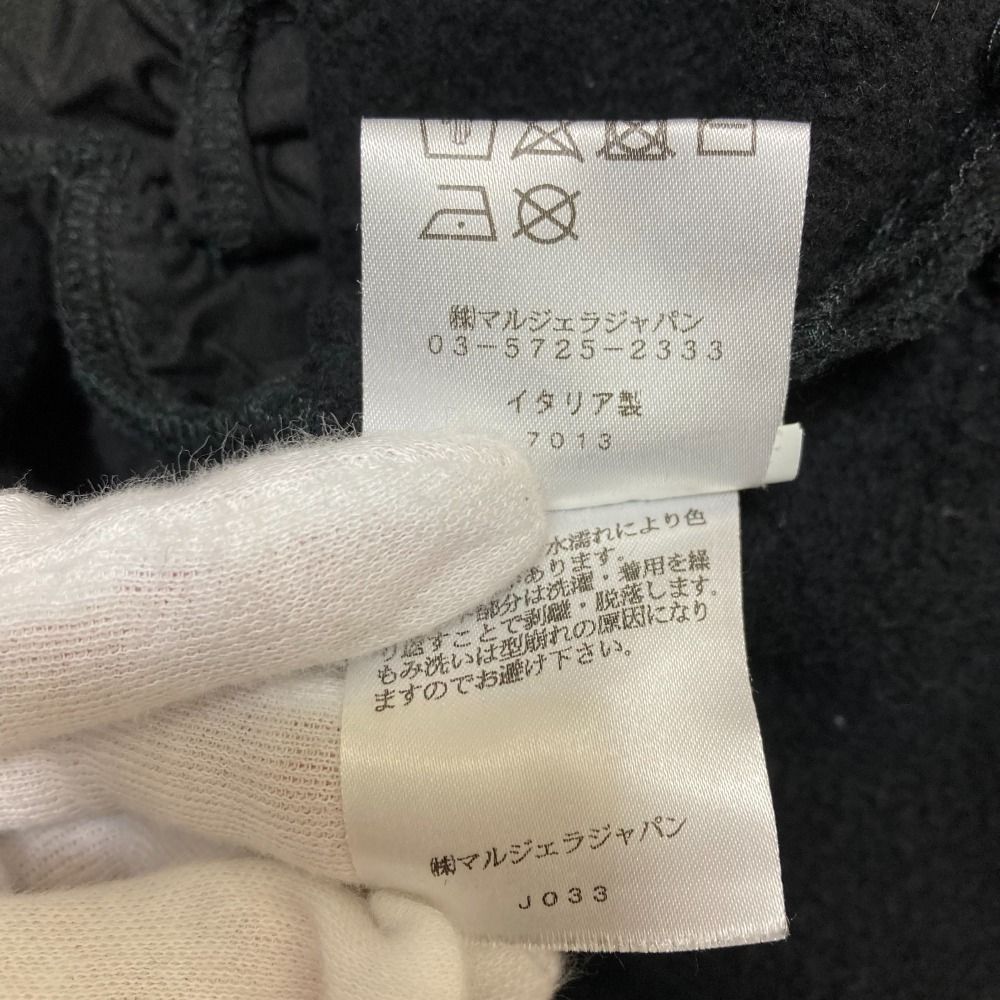 ㈱マルジェラジャパン
03-5725-2333
イタリア製
7013
水濡れにより色
あります。
部分は洗濯・着用を繰
り返すことで剥離・脱落します。
もみ洗いは型崩れの原因になり
ますのでお避け下さい。
㈱マルジェラジャパン
J033